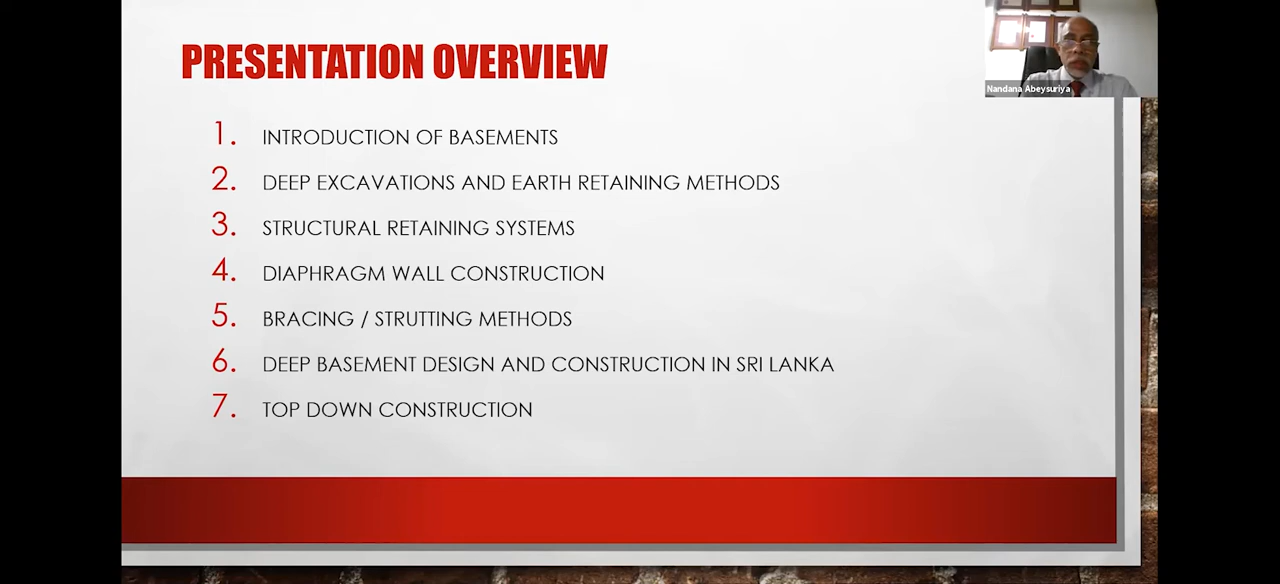 PRESENTATION OVERVIEW
Nandana Abeysuriya
1. INTRODUCTION OF BASEMENTS
2. DEEP EXCAVATIONS AND EARTH RETAINING METHODS
3. STRUCTURAL RETAINING SYSTEMS
4. DIAPHRAGM WALL CONSTRUCTION
5. BRACING / STRUTTING METHODS
6. DEEP BASEMENT DESIGN AND CONSTRUCTION IN SRI LANKA
7. TOP DOWN CONSTRUCTION